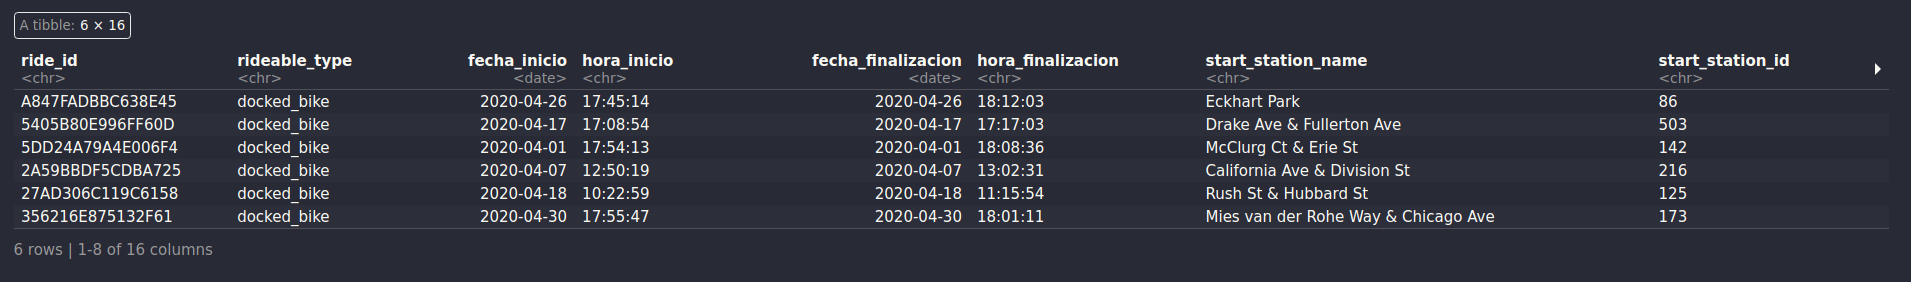 A tibble: 6 × 16
ride_id rideable_type fecha_inicio hora_inicio fecha_finalizacion hora_finalizacion start_station_name start_station_id
<chr> <chr> <date> <chr> <date> <chr> <chr> <chr>
A847FADBBC638E45 docked_bike 2020-04-26 17:45:14 2020-04-26 18:12:03 Eckhart Park 86
5405B80E996FF60D docked_bike 2020-04-17 17:08:54 2020-04-17 17:17:03 Drake Ave & Fullerton Ave 503
5DD24A79A4E006F4 docked_bike 2020-04-01 17:54:13 2020-04-01 18:08:36 McClurg Ct & Erie St 142
2A59BBDF5CDBA725 docked_bike 2020-04-07 12:50:19 2020-04-07 13:02:31 California Ave & Division St 216
27AD306C119C6158 docked_bike 2020-04-18 10:22:59 2020-04-18 11:15:54 Rush St & Hubbard St 125
356216E875132F61 docked_bike 2020-04-30 17:55:47 2020-04-30 18:01:11 Mies van der Rohe Way & Chicago Ave 173
6 rows | 1-8 of 16 columns